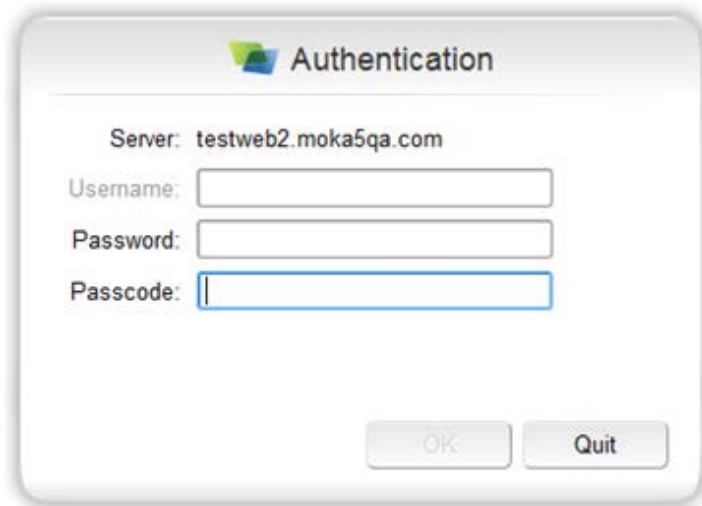 Authentication
Server: testweb2.moka5qa.com
Username:
Password:
Passcode:
OK Quit